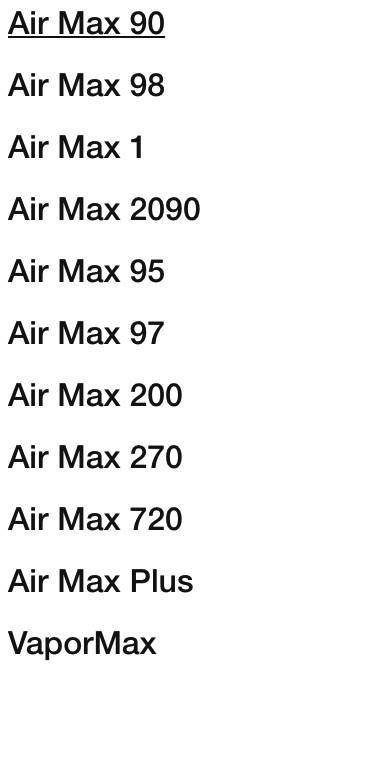 Air Max 90
Air Max 98
Air Max 1
Air Max 2090
Air Max 95
Air Max 97
Air Max 200
Air Max 270
Air Max 720
Air Max Plus
VaporMax